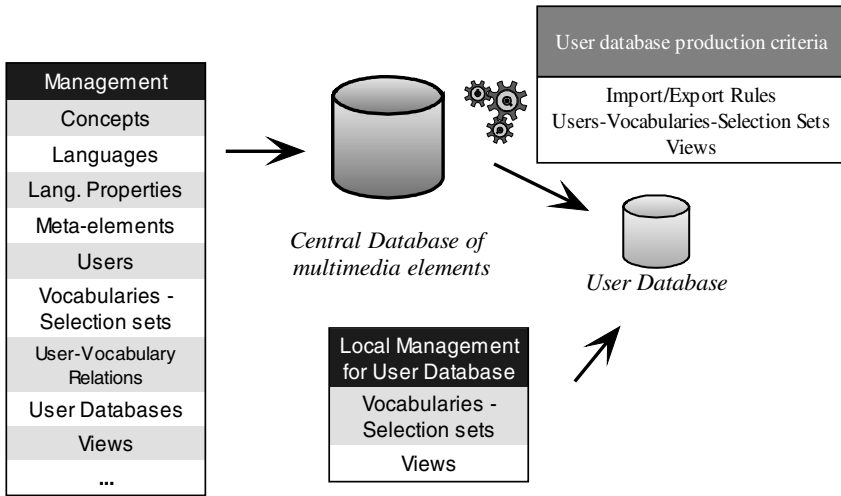 Management
Concepts
Languages
Lang. Properties
Meta-elements
Users
Vocabularies -
Selection sets
User-Vocabulary
Relations
User Databases
Views
...
Central Database of
multimedia elements
User database production criteria
Import/Export Rules
Users-Vocabularies-Selection Sets
Views
User Database
Local Management
for User Database
Vocabularies -
Selection sets
Views